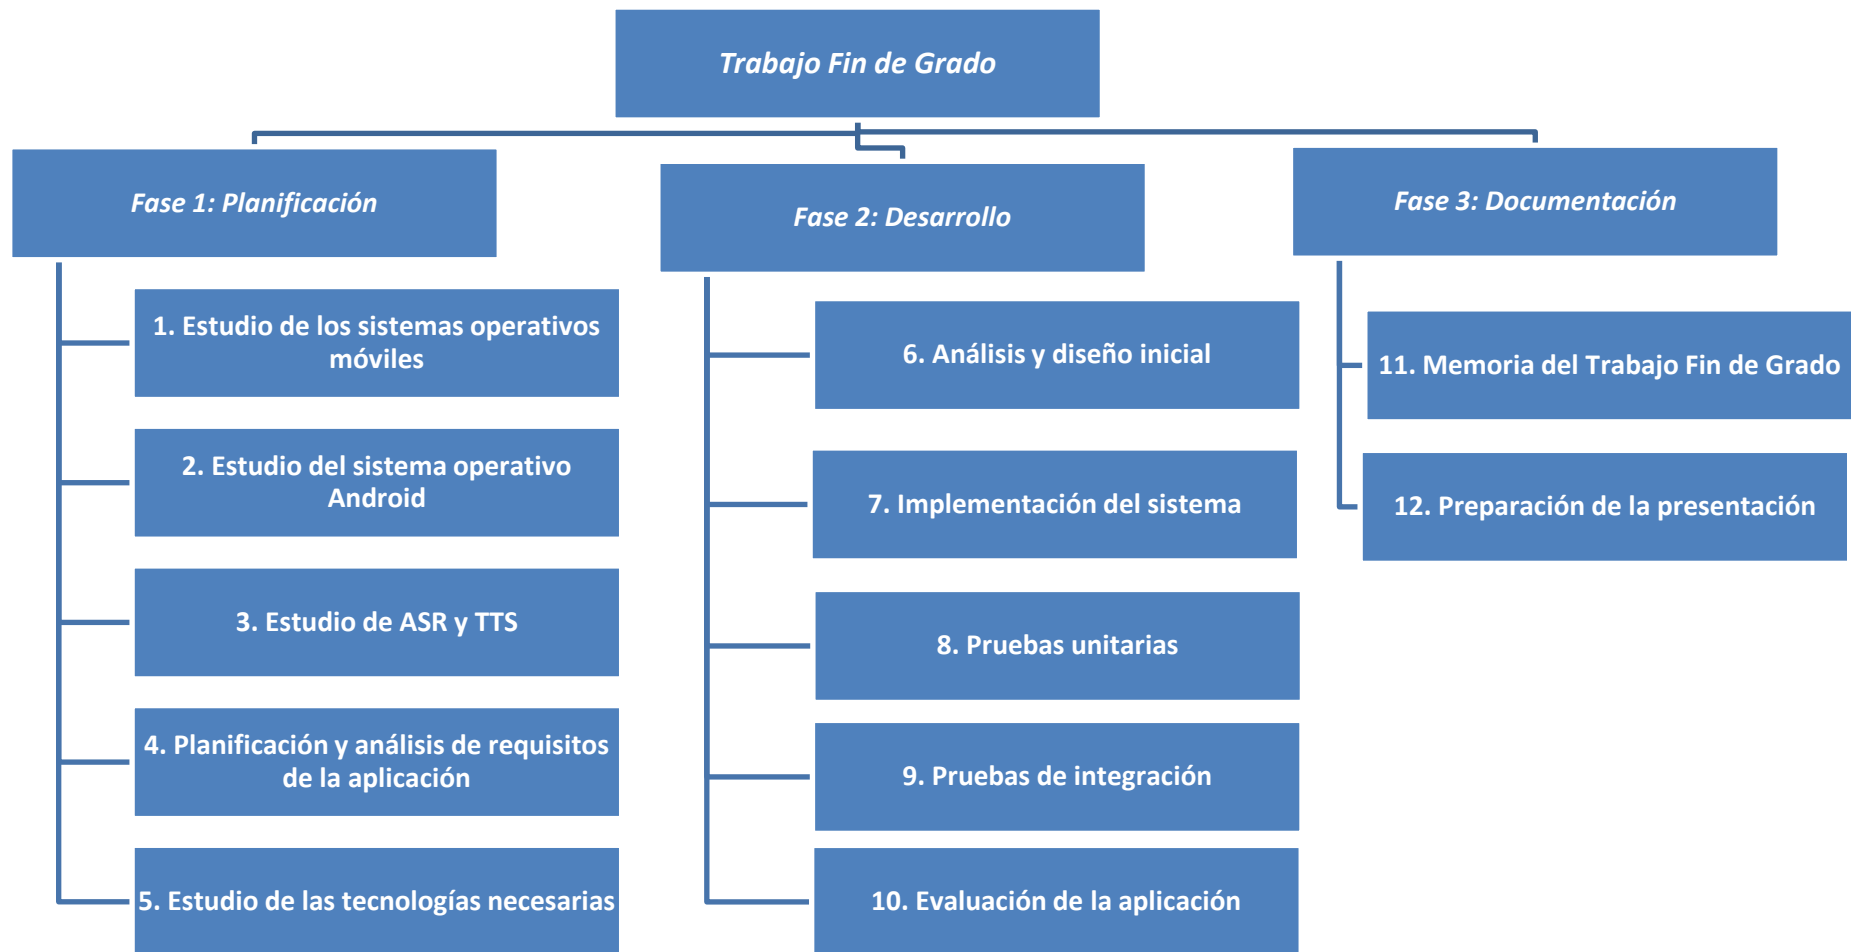 Trabajo Fin de Grado
Fase 1: Planificación
1. Estudio de los sistemas operativos
móviles
2. Estudio del sistema operativo
Android
3. Estudio de ASR y TTS
4. Planificación y análisis de requisitos
de la aplicación
5. Estudio de las tecnologías necesarias
Fase 2: Desarrollo
6. Análisis y diseño inicial
7. Implementación del sistema
8. Pruebas unitarias
9. Pruebas de integración
10. Evaluación de la aplicación
Fase 3: Documentación
11. Memoria del Trabajo Fin de Grado
12. Preparación de la presentación